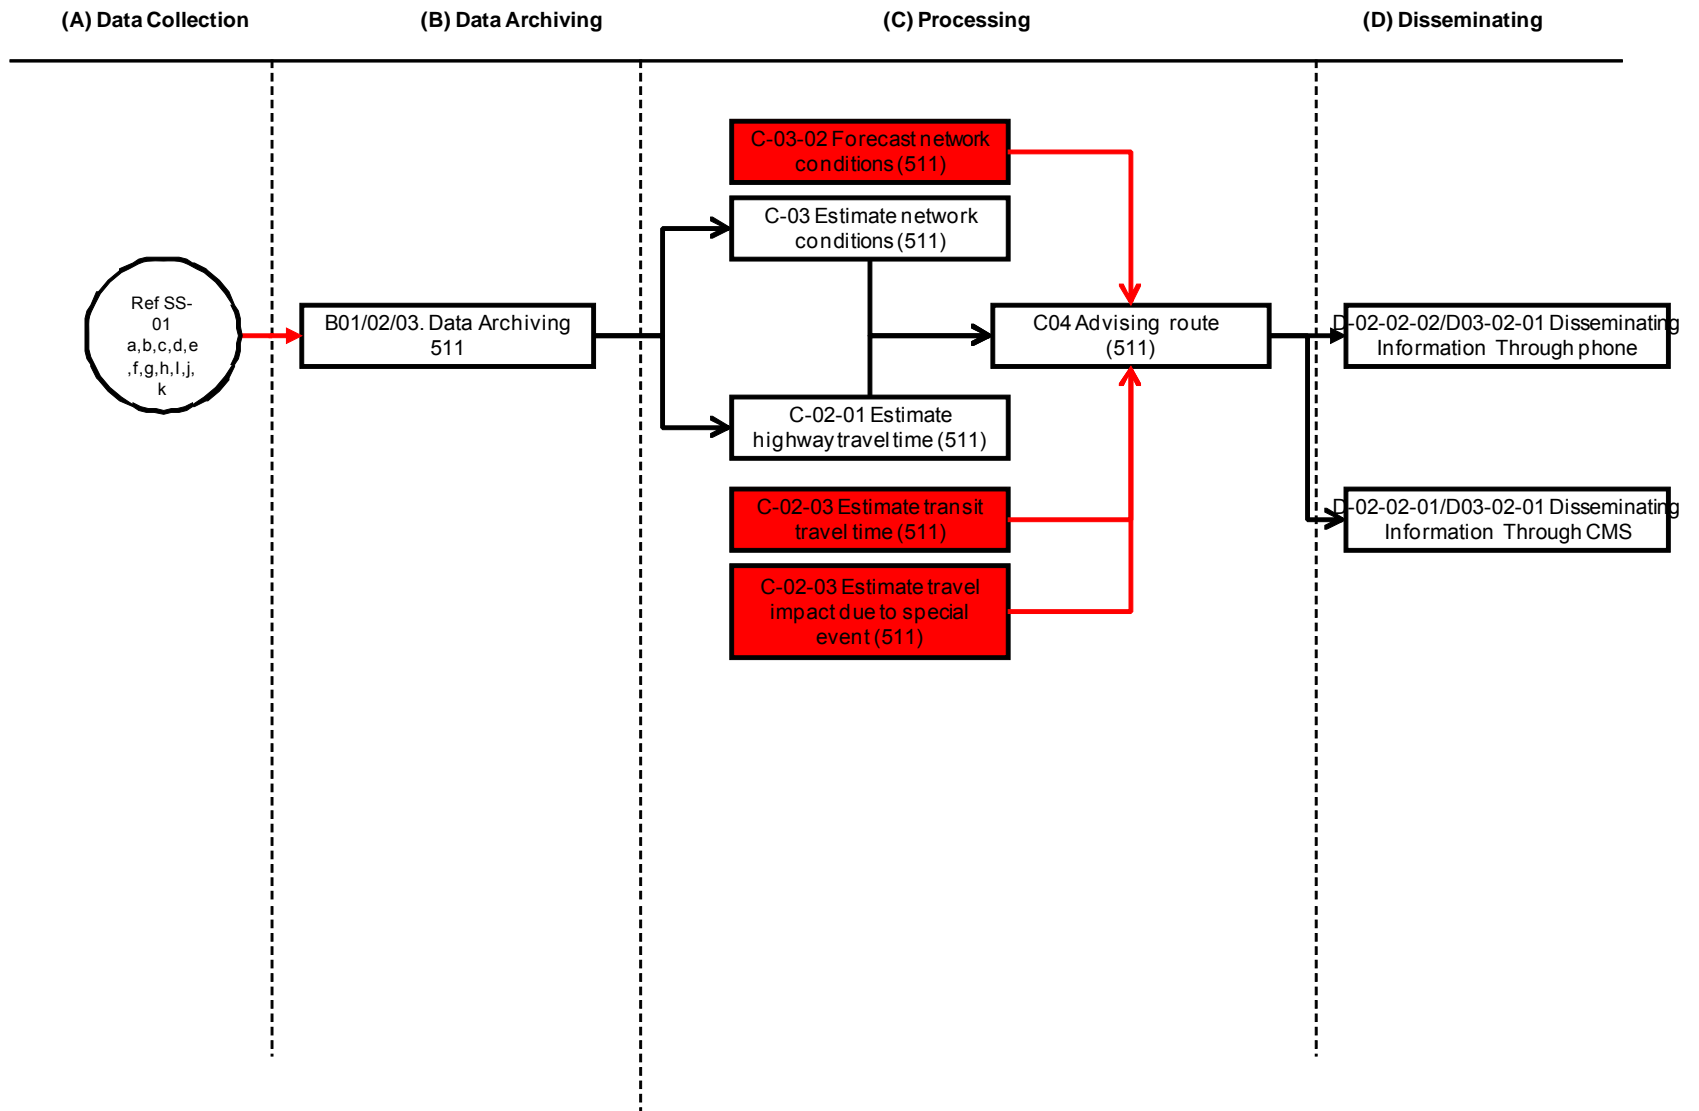 (A) Data Collection
(B) Data Archiving
(C) Processing
(D) Disseminating
C-03-02 Forecast network
conditions (511)
C-03 Estimate network
conditions (511)
Ref SS-
01
a,b,c,d,e
,f,g,h,I,j,
k
B01/02/03. Data Archiving
511
C04 Advising route
(511)
D-02-02-02/D03-02-01 Disseminating
Information Through phone
C-02-01 Estimate
highway travel time (511)
C-02-03 Estimate transit
travel time (511)
D-02-02-01/D03-02-01 Disseminating
Information Through CMS
C-02-03 Estimate travel
impact due to special
event (511)